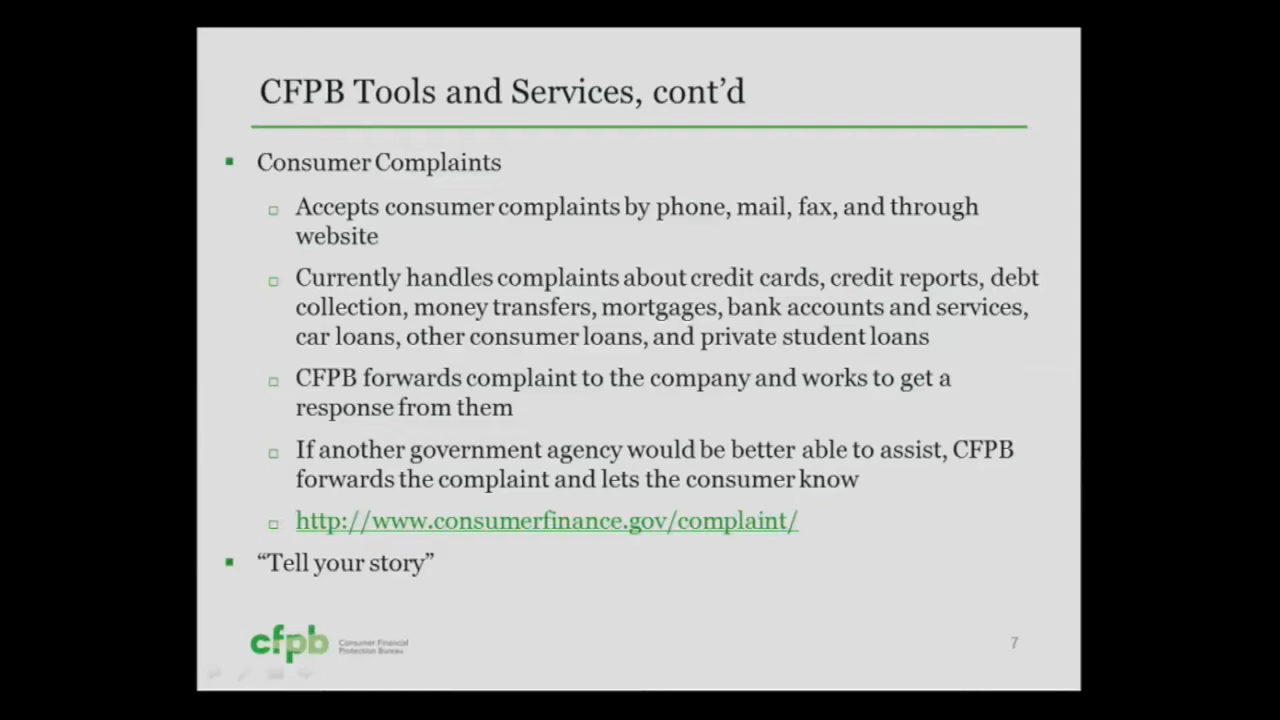 CFPB Tools and Services, cont’d
Consumer Complaints
Accepts consumer complaints by phone, mail, fax, and through
website
Currently handles complaints about credit cards, credit reports, debt
collection, money transfers, mortgages, bank accounts and services,
car loans, other consumer loans, and private student loans
CFPB forwards complaint to the company and works to get a
response from them
If another government agency would be better able to assist, CFPB
forwards the complaint and lets the consumer know
http://www.consumerfinance.gov/complaint/
“Tell your story”
cfpb
Consumer Financial
Protection Bureau
7